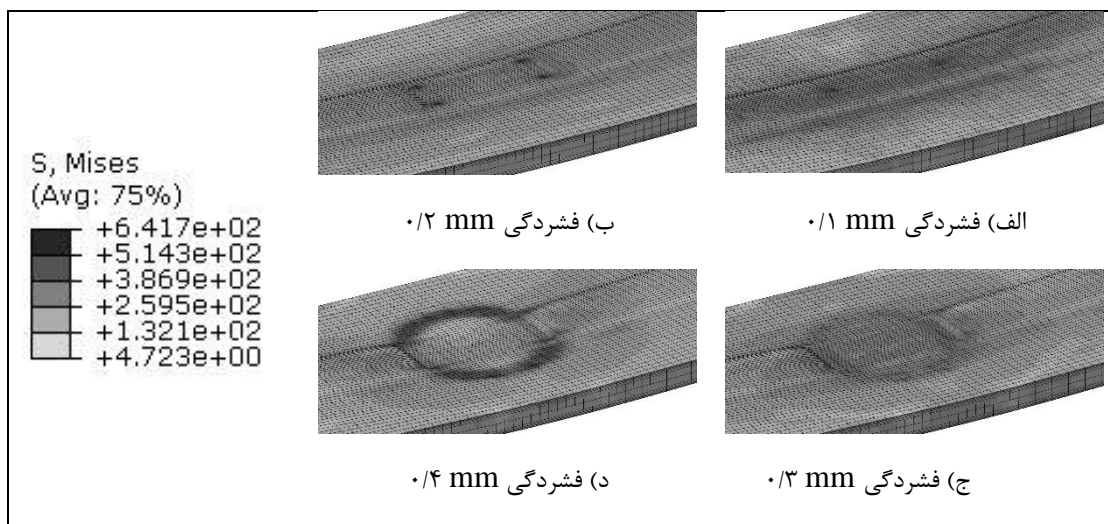 S, Mises
(Avg: 75%)
+6.417e+02
+5.143e+02
+3.869e+02
+2.595e+02
+1.321e+02
+4.723e+00
الف) فشردگی ۰/۱ mm
ب) فشردگی ۰/۲ mm
ج) فشردگی ۰/۳ mm
د) فشردگی ۰/۴ mm